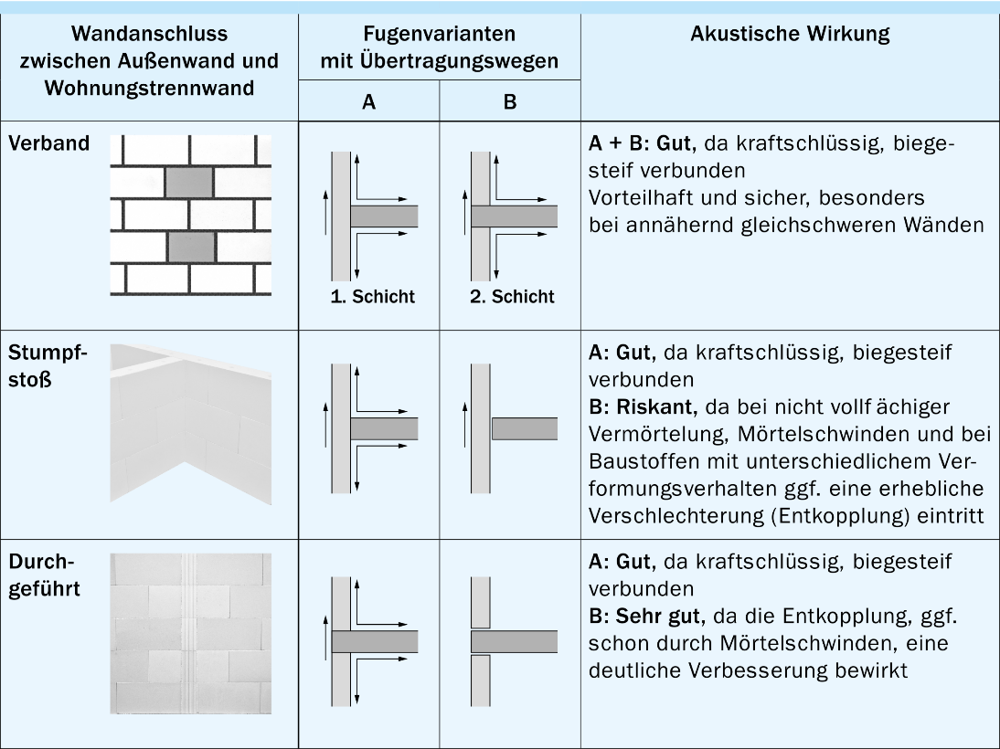 Wandanschluss
zwischen Außenwand und
Wohnungstrennwand
Fugenvarianten
mit Übertragungswegen
A
B
Akustische Wirkung
Verband
1. Schicht
2. Schicht
A + B: Gut, da kraftschlüssig, biege-
steif verbunden
Vorteilhaft und sicher, besonders
bei annähernd gleichschweren Wänden
Stumpf-
stoß
A: Gut, da kraftschlüssig, biegesteif
verbunden
B: Riskant, da bei nicht vollf ächiger
Vermörtelung, Mörtelschwinden und bei
Baustoffen mit unterschiedlichem Ver-
formungsverhalten ggf. eine erhebliche
Verschlechterung (Entkopplung) eintritt
Durch-
geführt
A: Gut, da kraftschlüssig, biegesteif
verbunden
B: Sehr gut, da die Entkopplung, ggf.
schon durch Mörtelschwinden, eine
deutliche Verbesserung bewirkt